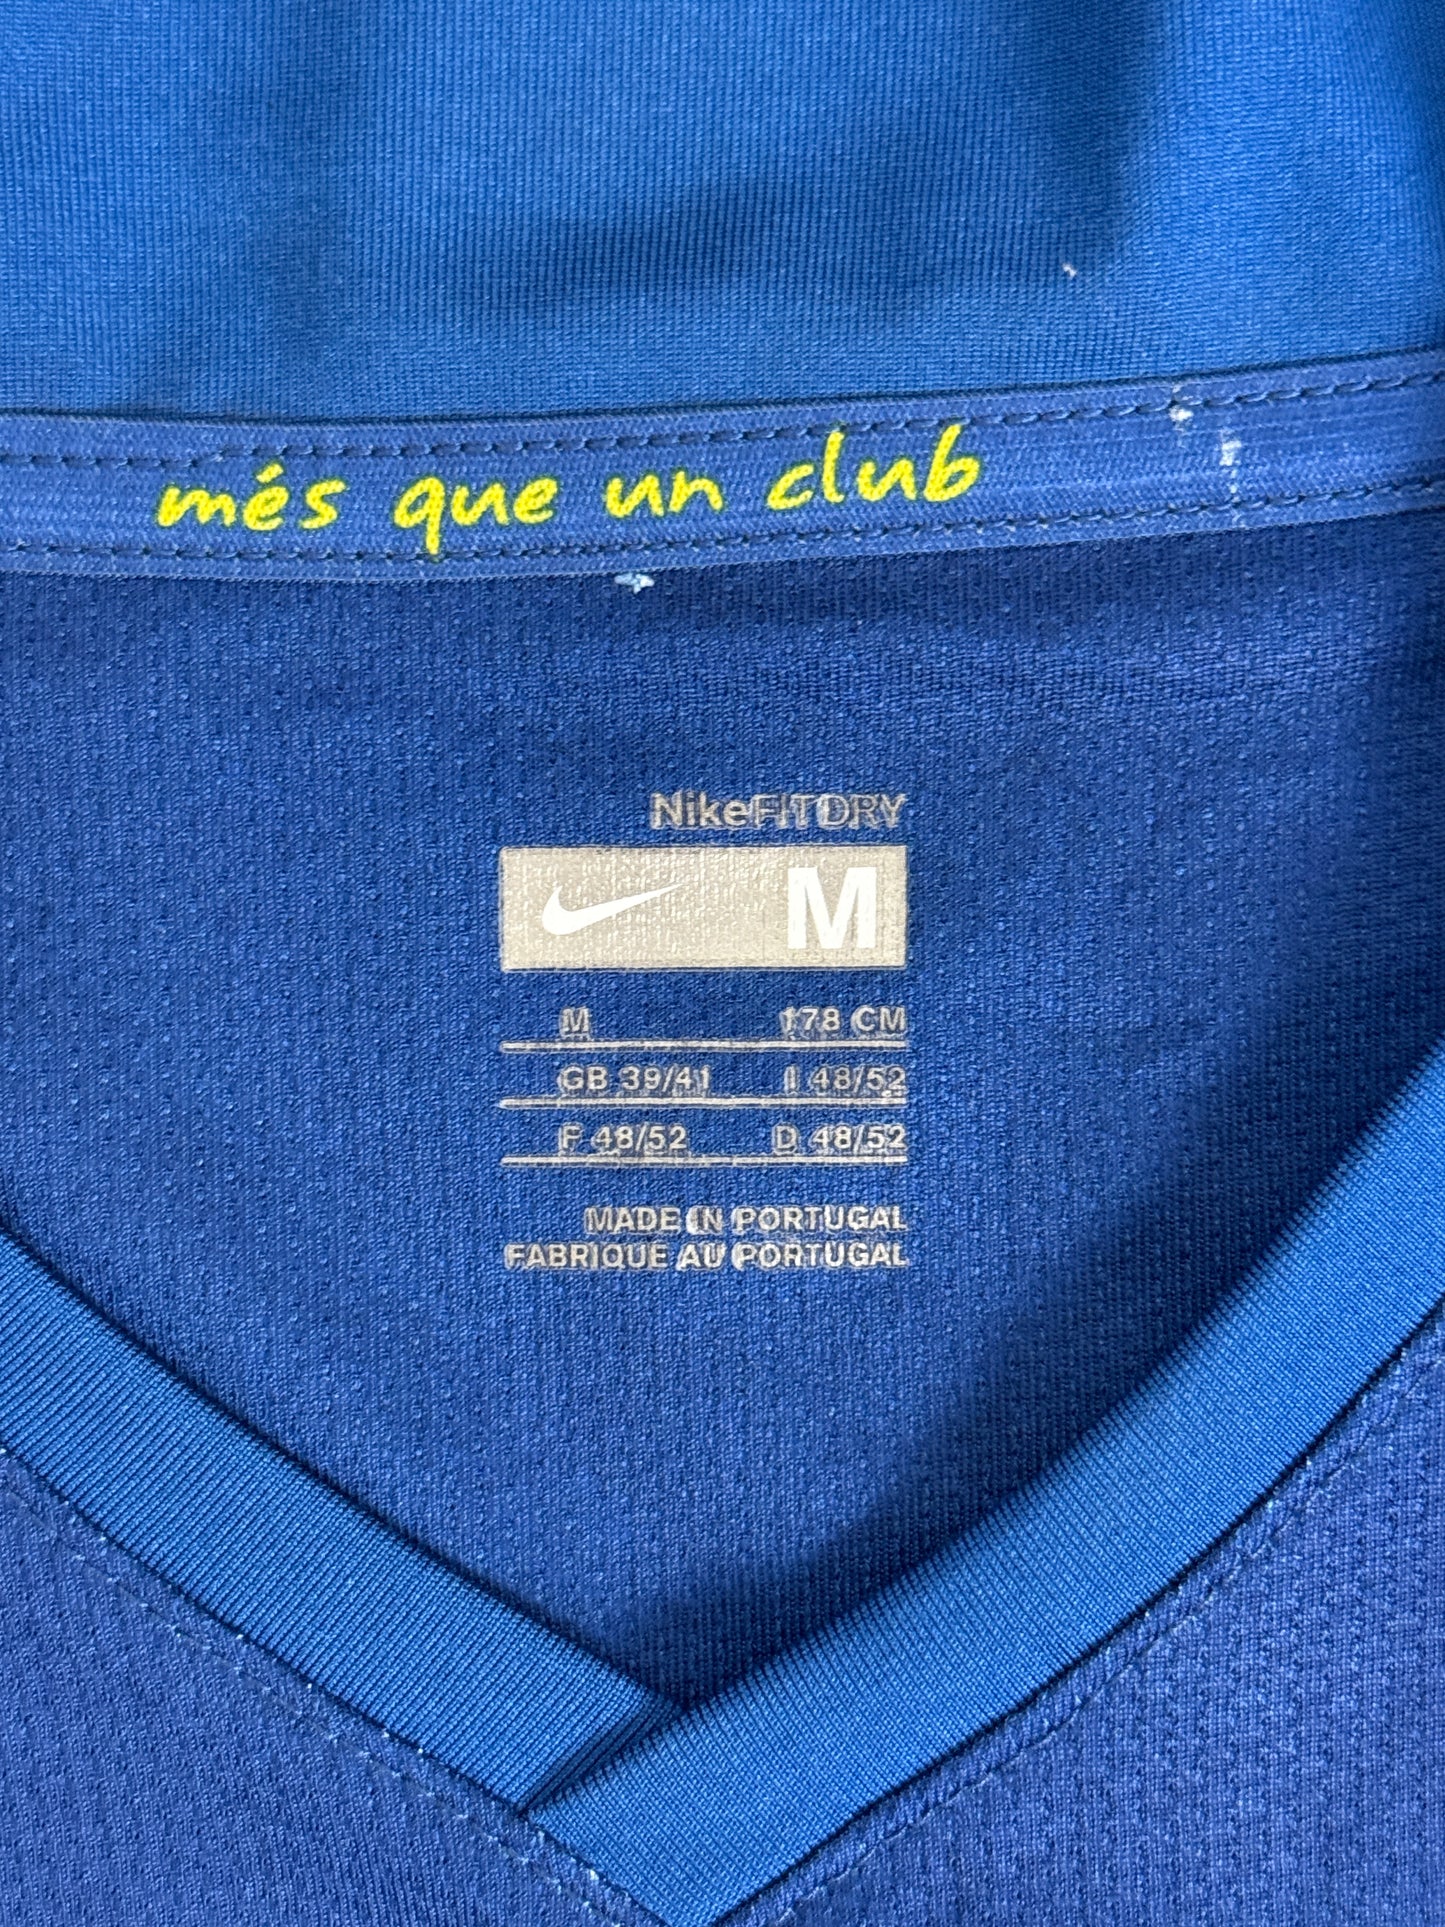 més que un club
NikeFITDRY
M
M 178 CM
GB 39/41 I 48/52
F 48/52 D 48/52
MADE IN PORTUGAL
FABRIQUE AU PORTUGAL